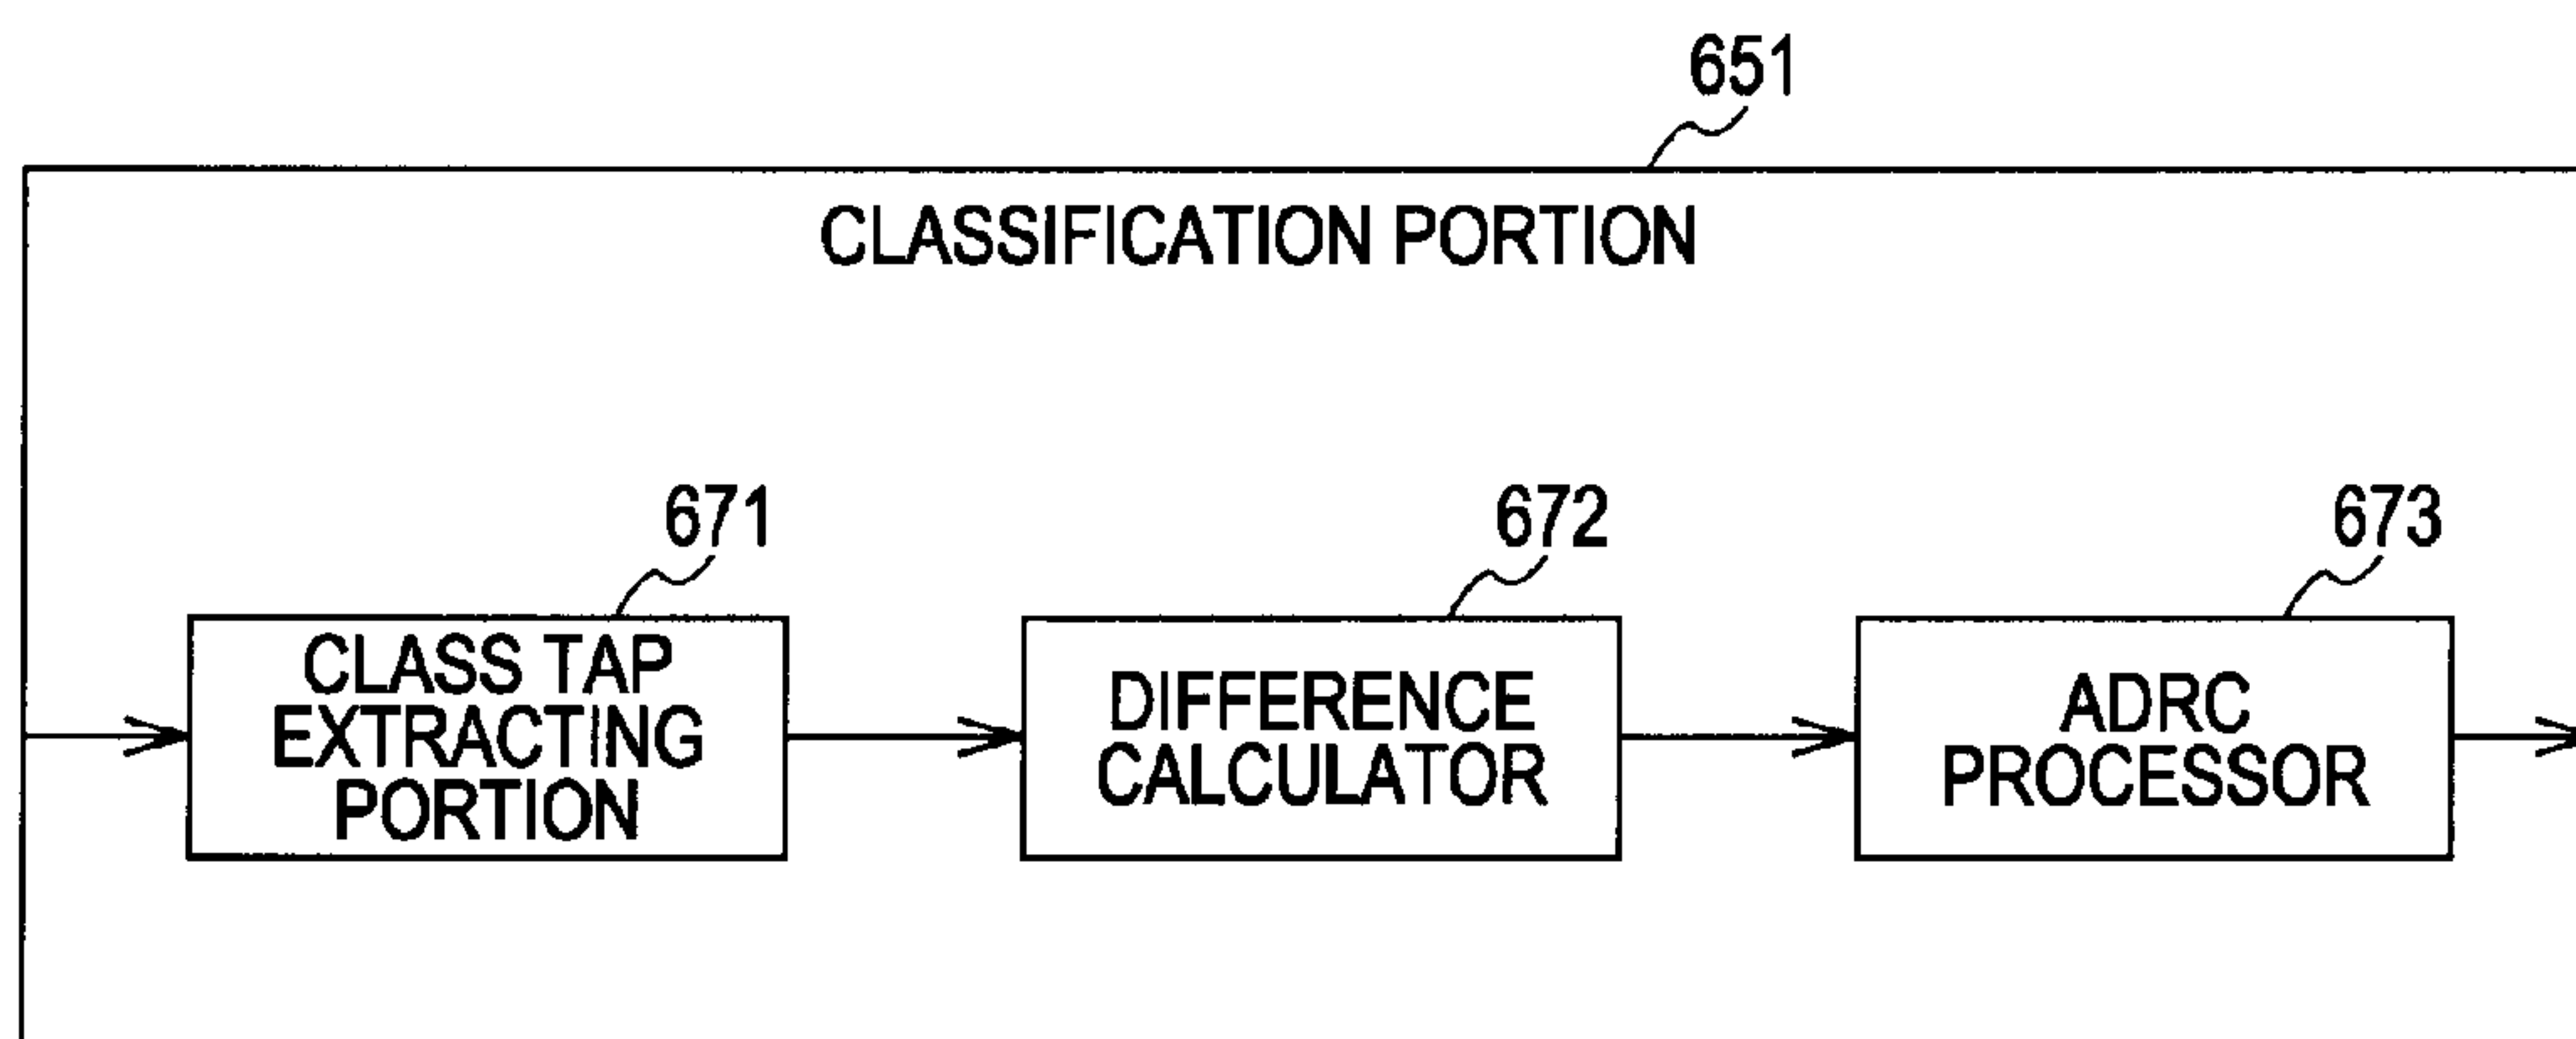 651
CLASSIFICATION PORTION
671
672
673
CLASS TAP
EXTRACTING
PORTION
DIFFERENCE
CALCULATOR
ADRC
PROCESSOR